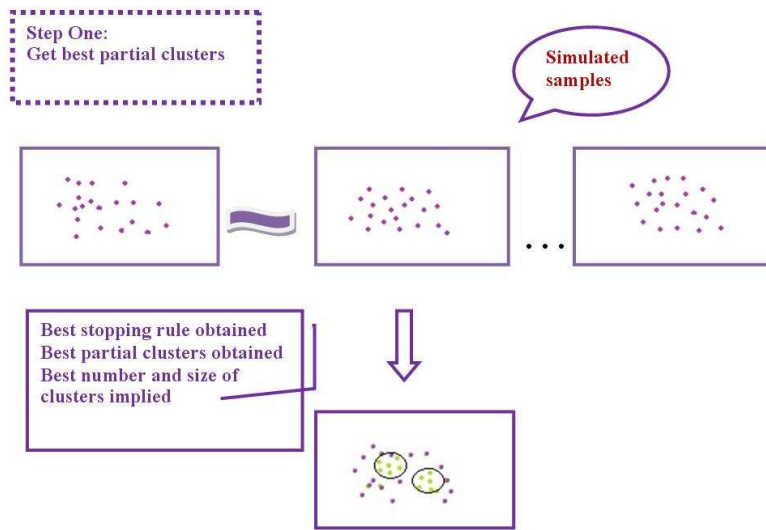 Step One:
Get best partial clusters
Simulated
samples
...
Best stopping rule obtained
Best partial clusters obtained
Best number and size of
clusters implied